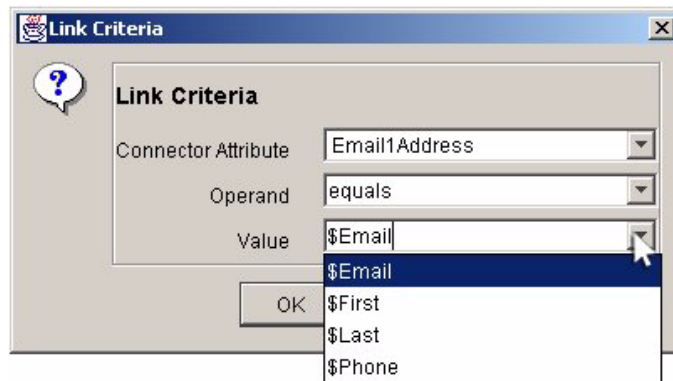 Link Criteria
?
Link Criteria
Connector Attribute Email1Address
Operand equals
Value $Email
$Email
OK $First
$Last
$Phone